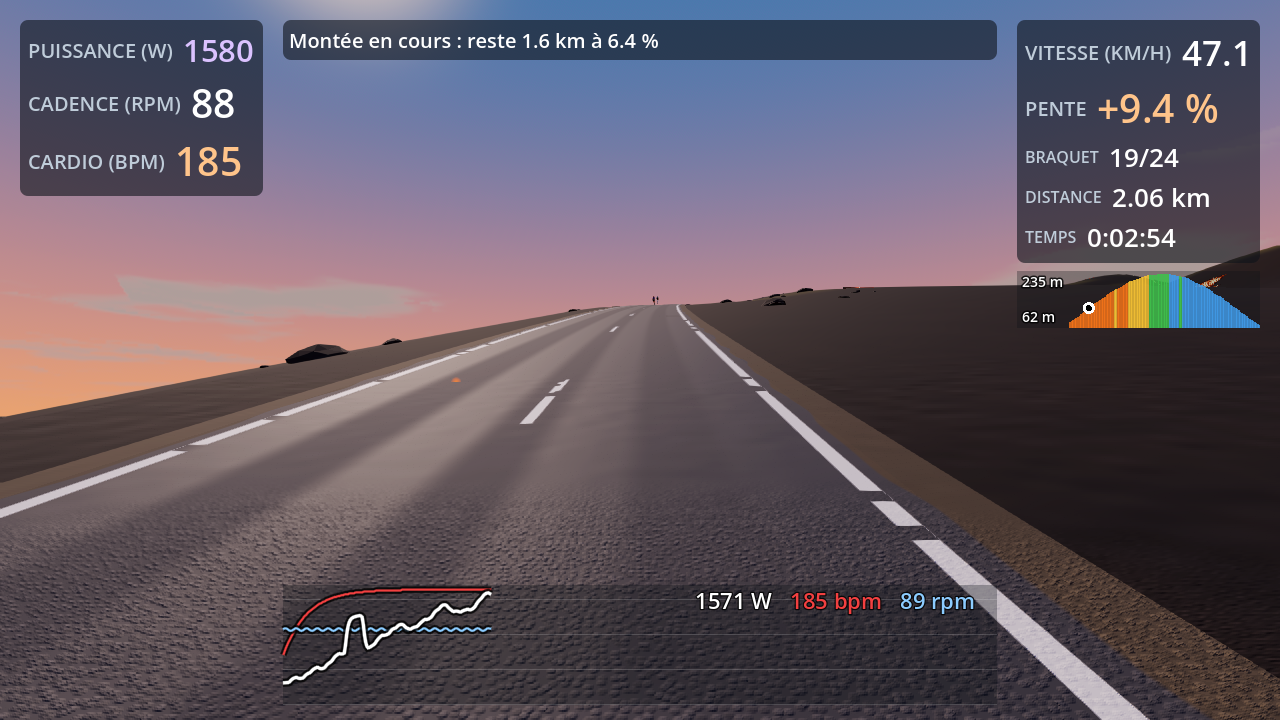 PUISSANCE (W) 1580
CADENCE (RPM) 88
CARDIO (BPM) 185
Montée en cours : reste 1.6 km à 6.4 %
VITESSE (KM/H) 47.1
PENTE +9.4 %
BRAQUET 19/24
DISTANCE 2.06 km
TEMPS 0:02:54
235 m
62 m
1571 W 185 bpm 89 rpm